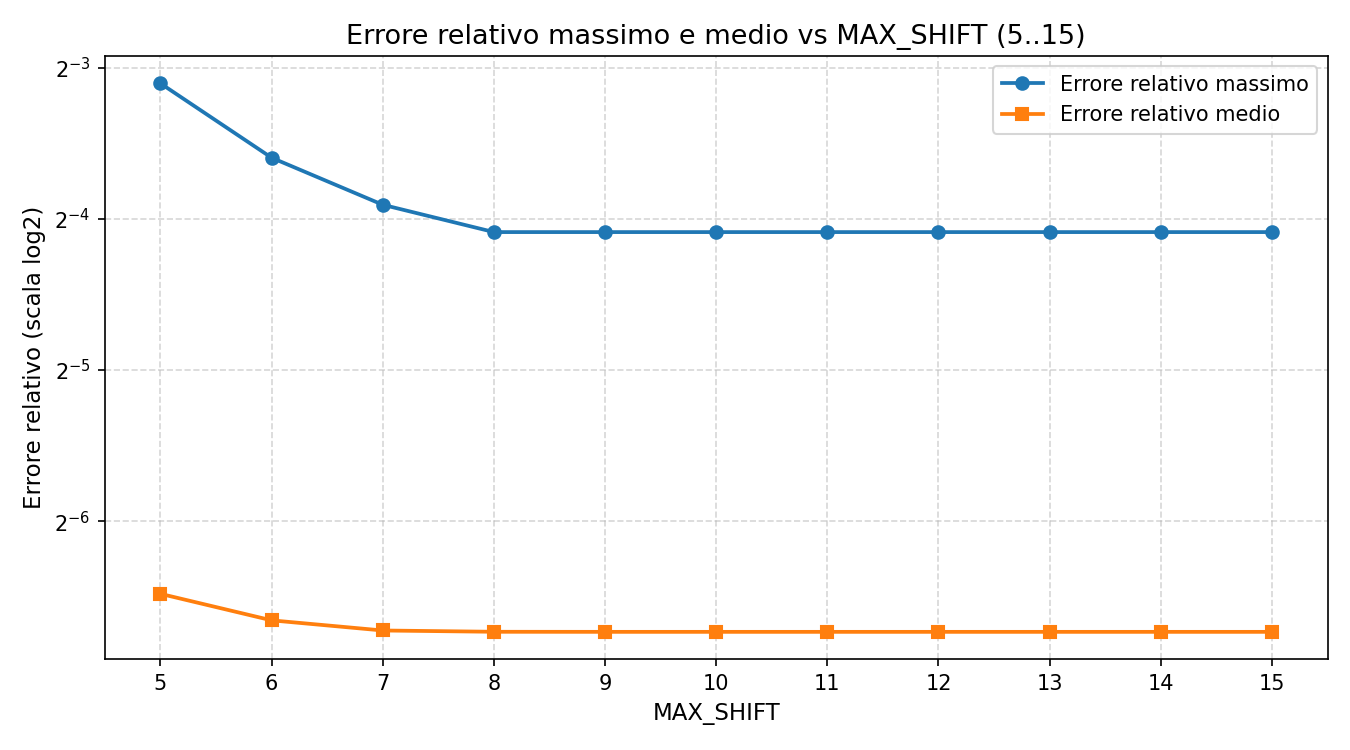 Errore relativo massimo e medio vs MAX_SHIFT (5..15)
Errore relativo massimo
Errore relativo medio
Errore relativo (scala log2)
2⁻³
2⁻⁴
2⁻⁵
2⁻⁶
5 6 7 8 9 10 11 12 13 14 15
MAX_SHIFT